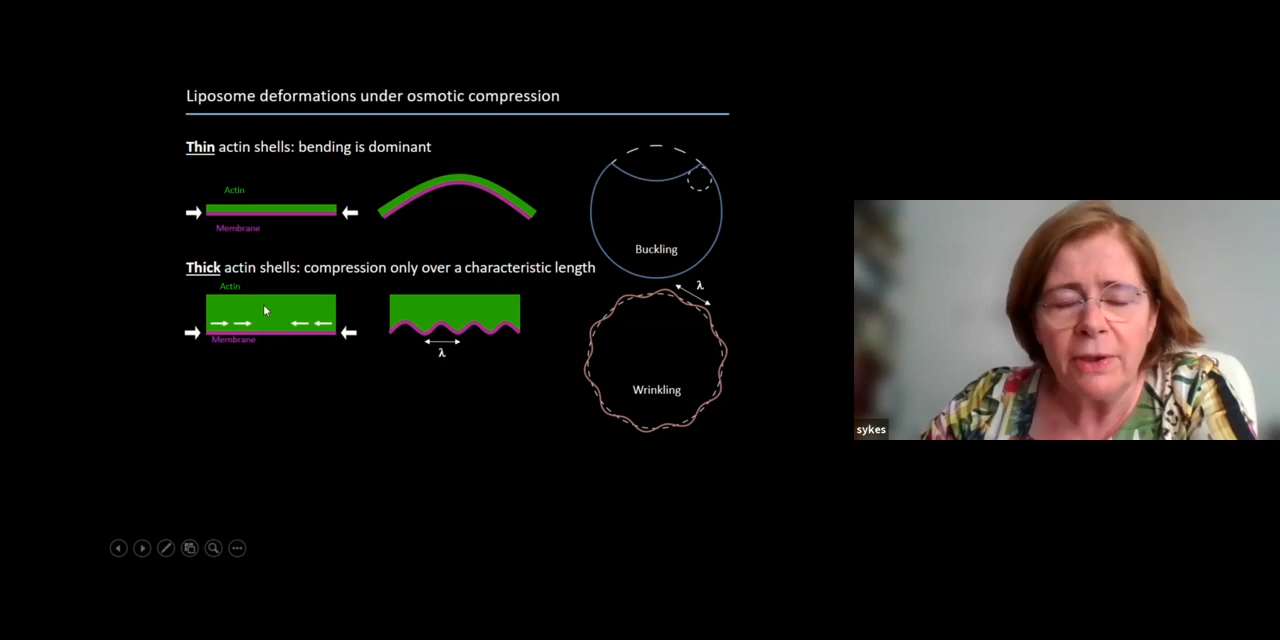 Liposome deformations under osmotic compression
Thin actin shells: bending is dominant
Actin
Membrane
Buckling
Thick actin shells: compression only over a characteristic length
Actin
Membrane
λ
λ
Wrinkling
sykes